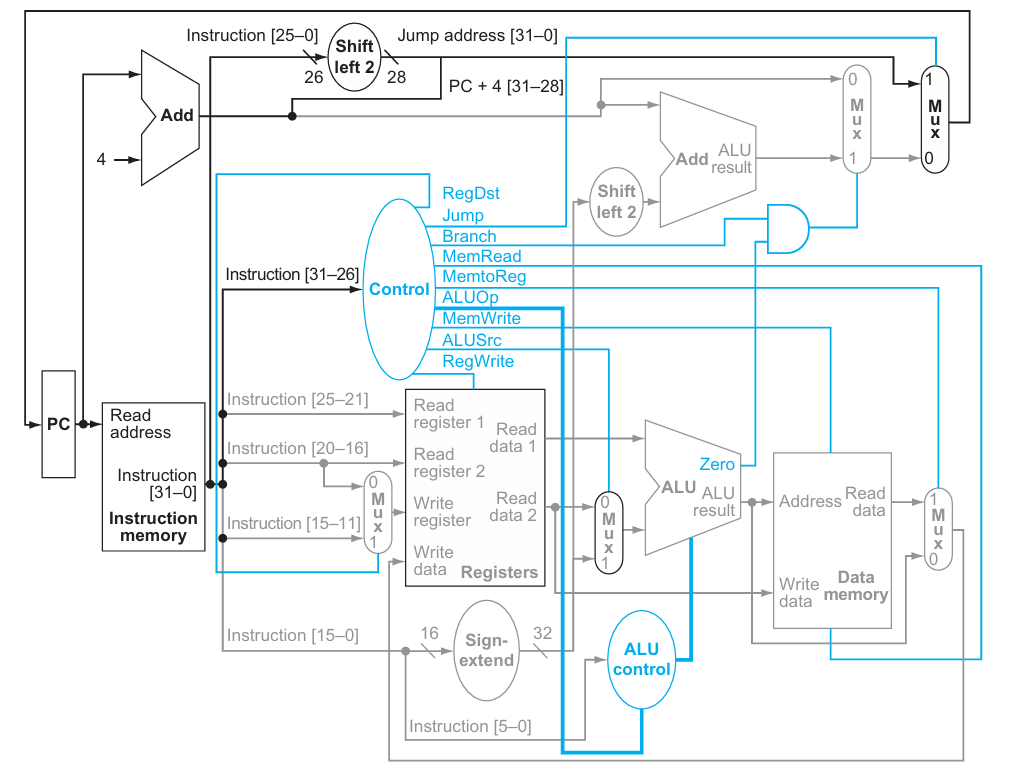 Instruction [25–0]
Shift
left 2
Jump address [31–0]
26
28
PC + 4 [31–28]
Add
4
0
M
u
x
1
1
M
u
x
0
Add
ALU
result
Shift
left 2
RegDst
Jump
Branch
MemRead
MemtoReg
ALUOp
MemWrite
ALUSrc
RegWrite
Instruction [31–26]
Control
PC
Read
address
Instruction
[31–0]
Instruction
memory
Instruction [25–21]
Instruction [20–16]
Instruction [15–11]
0
M
u
x
1
Read
register 1
Read
register 2
Write
register
Write
data
Read
data 1
Read
data 2
Registers
0
M
u
x
1
Zero
ALU
ALU
result
Address
Read
data
Write
data
Data
memory
1
M
u
x
0
Instruction [15–0]
16
Sign-
extend
32
ALU
control
Instruction [5–0]